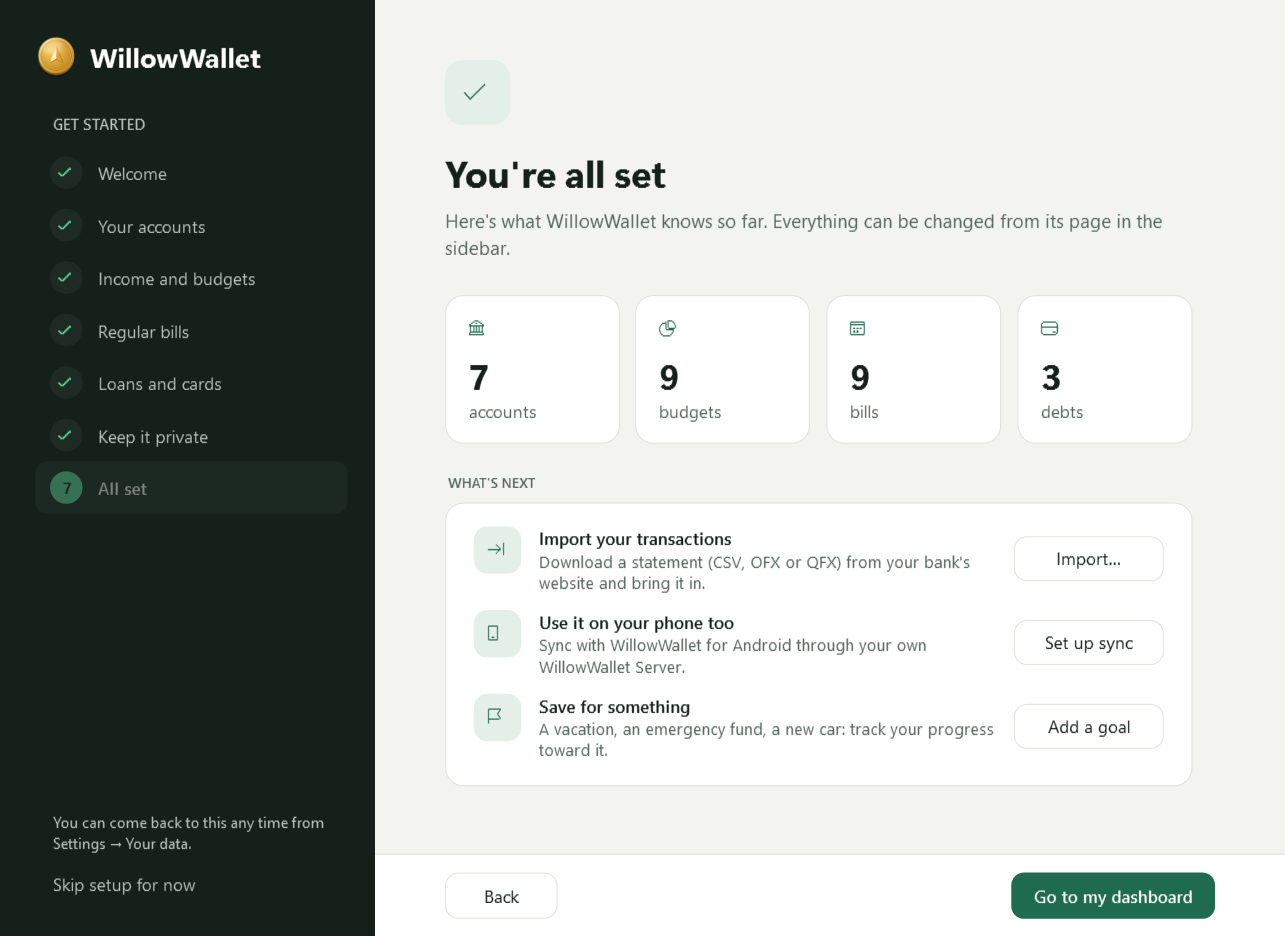 WillowWallet
GET STARTED
Welcome
Your accounts
Income and budgets
Regular bills
Loans and cards
Keep it private
7 All set
You can come back to this any time from
Settings → Your data.
Skip setup for now
You're all set
Here's what WillowWallet knows so far. Everything can be changed from its page in the
sidebar.
7
accounts
9
budgets
9
bills
3
debts
WHAT'S NEXT
Import your transactions
Download a statement (CSV, OFX or QFX) from your bank's
website and bring it in.
Import...
Use it on your phone too
Sync with WillowWallet for Android through your own
WillowWallet Server.
Set up sync
Save for something
A vacation, an emergency fund, a new car: track your progress
toward it.
Add a goal
Back
Go to my dashboard